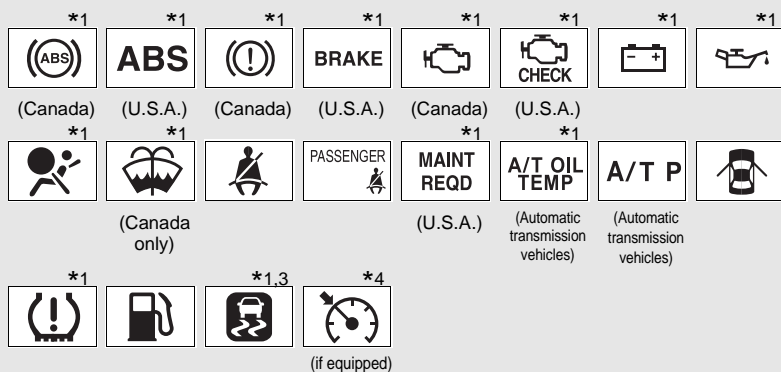 *1 *1 *1 *1 *1 *1 *1 *1
(ABS) ABS (!) BRAKE CHECK - +
(Canada) (U.S.A.) (Canada) (U.S.A.) (Canada) (U.S.A.)
*1 *1 *1 *1
PASSENGER MAINT REQD A/T OIL TEMP A/T P
(Canada only) (U.S.A.) (Automatic transmission vehicles) (Automatic transmission vehicles)
*1 *1,3 *4
(!)
(if equipped)